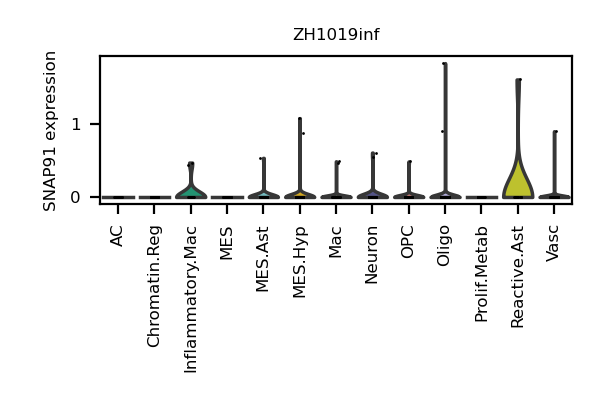 ZH1019inf
SNAP91 expression
1
0
AC
Chromatin.Reg
Inflammatory.Mac
MES
MES.Ast
MES.Hyp
Mac
Neuron
OPC
Oligo
Prolif.Metab
Reactive.Ast
Vasc